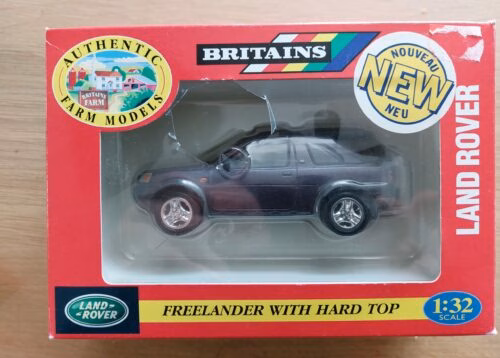 AUTHENTIC
BRITAINS
FARM
FARM MODELS
BRITAINS
NOUVEAU
NEW
NEU
LAND ROVER
LAND-
ROVER
FREELANDER WITH HARD TOP
1:32
SCALE